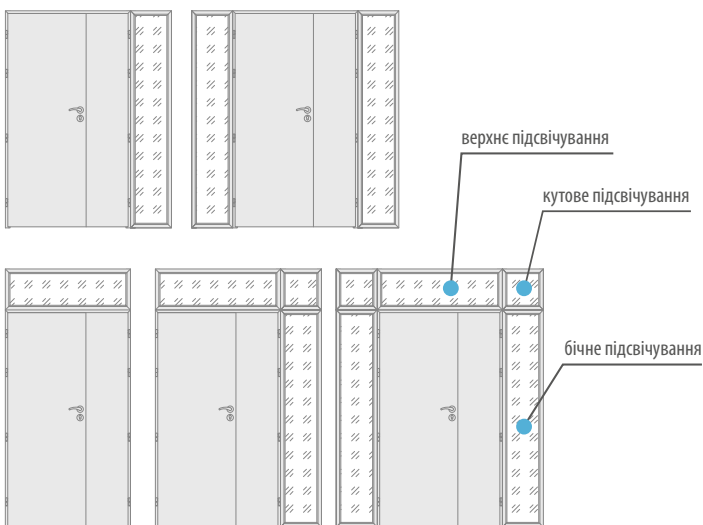 верхнє підсвічування
кутове підсвічування
бічне підсвічування